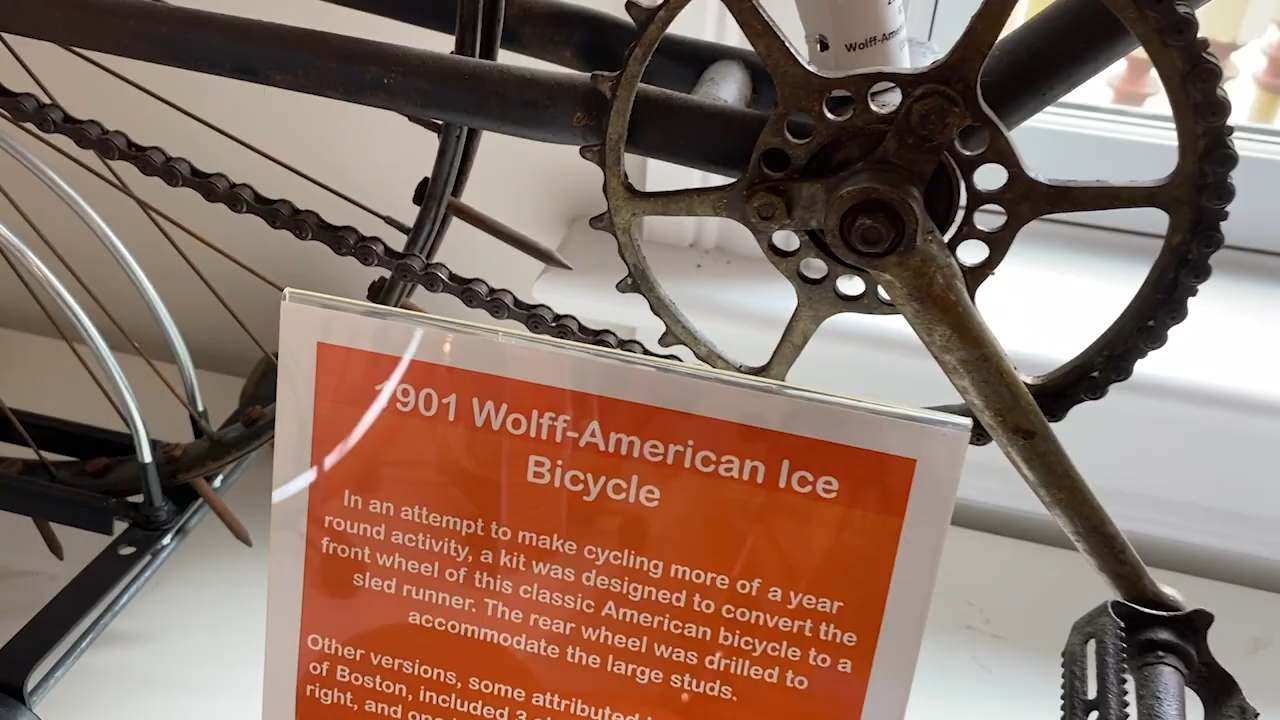 Wolff-Ame
1901 Wolff-American Ice
Bicycle
In an attempt to make cycling more of a year
round activity, a kit was designed to convert the
front wheel of this classic American bicycle to a
sled runner. The rear wheel was drilled to
accommodate the large studs.
Other versions, some attributed
of Boston, included 3
right, and